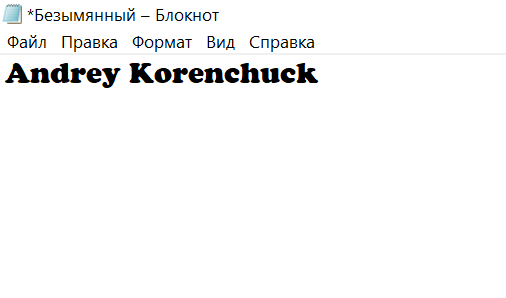 *Безымянный – Блокнот
Файл Правка Формат Вид Справка
Andrey Korenchuck